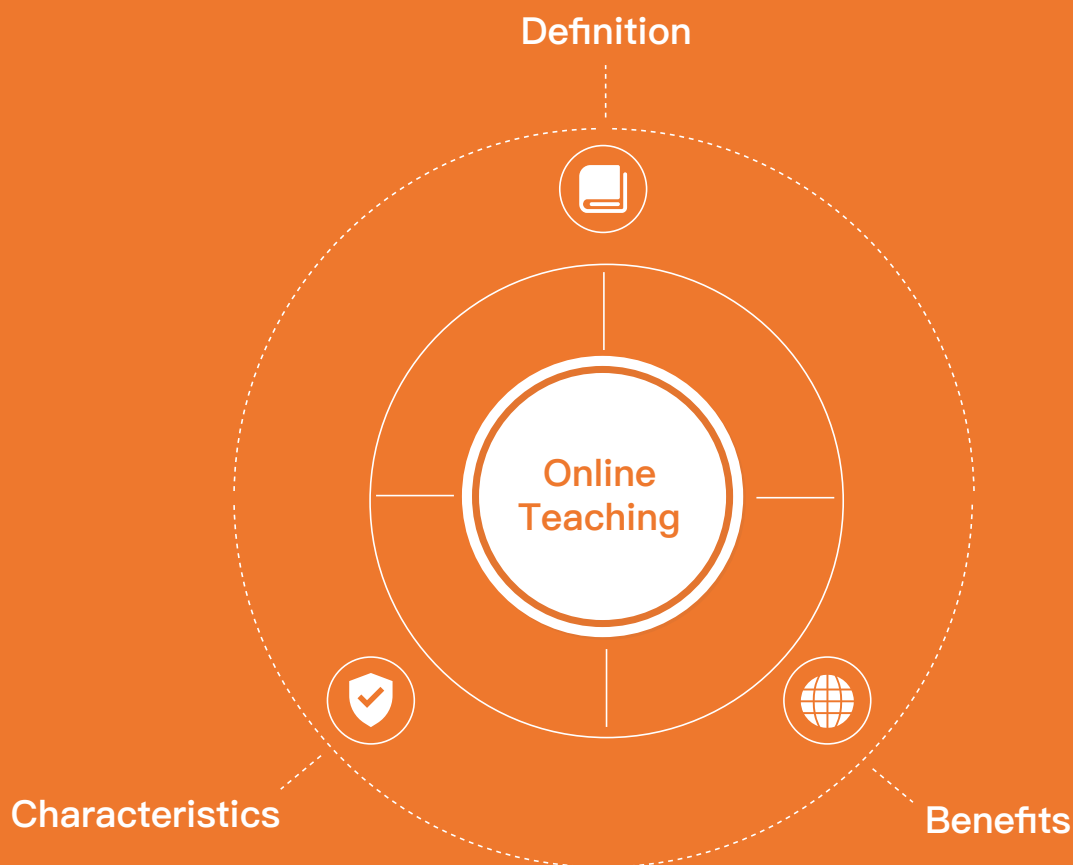 Definition
Online
Teaching
Characteristics
Benefits